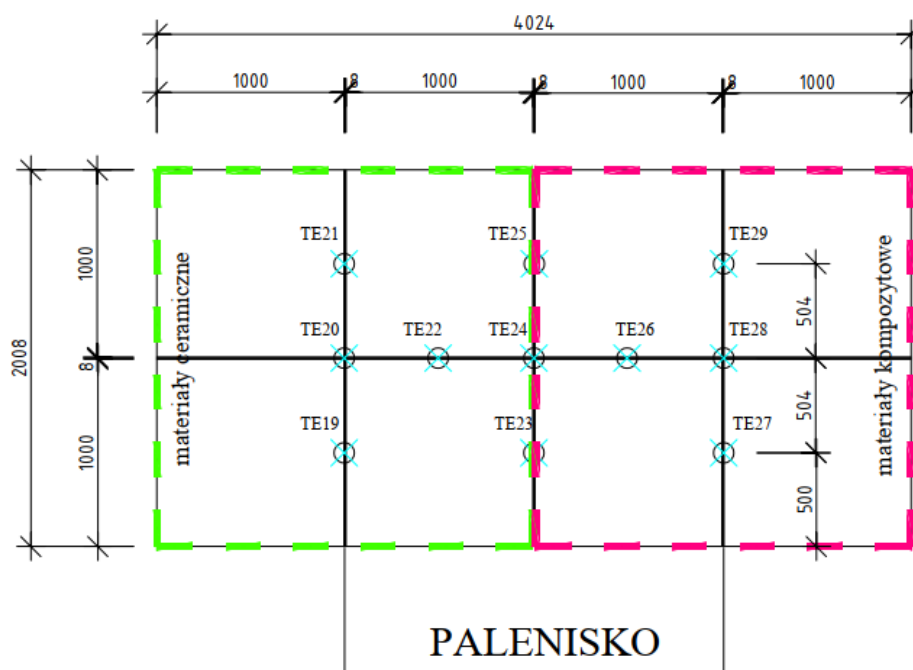 4024
1000 8 1000 8 1000 8 1000
TE21 TE25 TE29
1000
504
materiały ceramiczne
materiały kompozytowe
TE20 TE22 TE24 TE26 TE28
2008
8
504
TE19 TE23 TE27
1000
500
PALENISKO